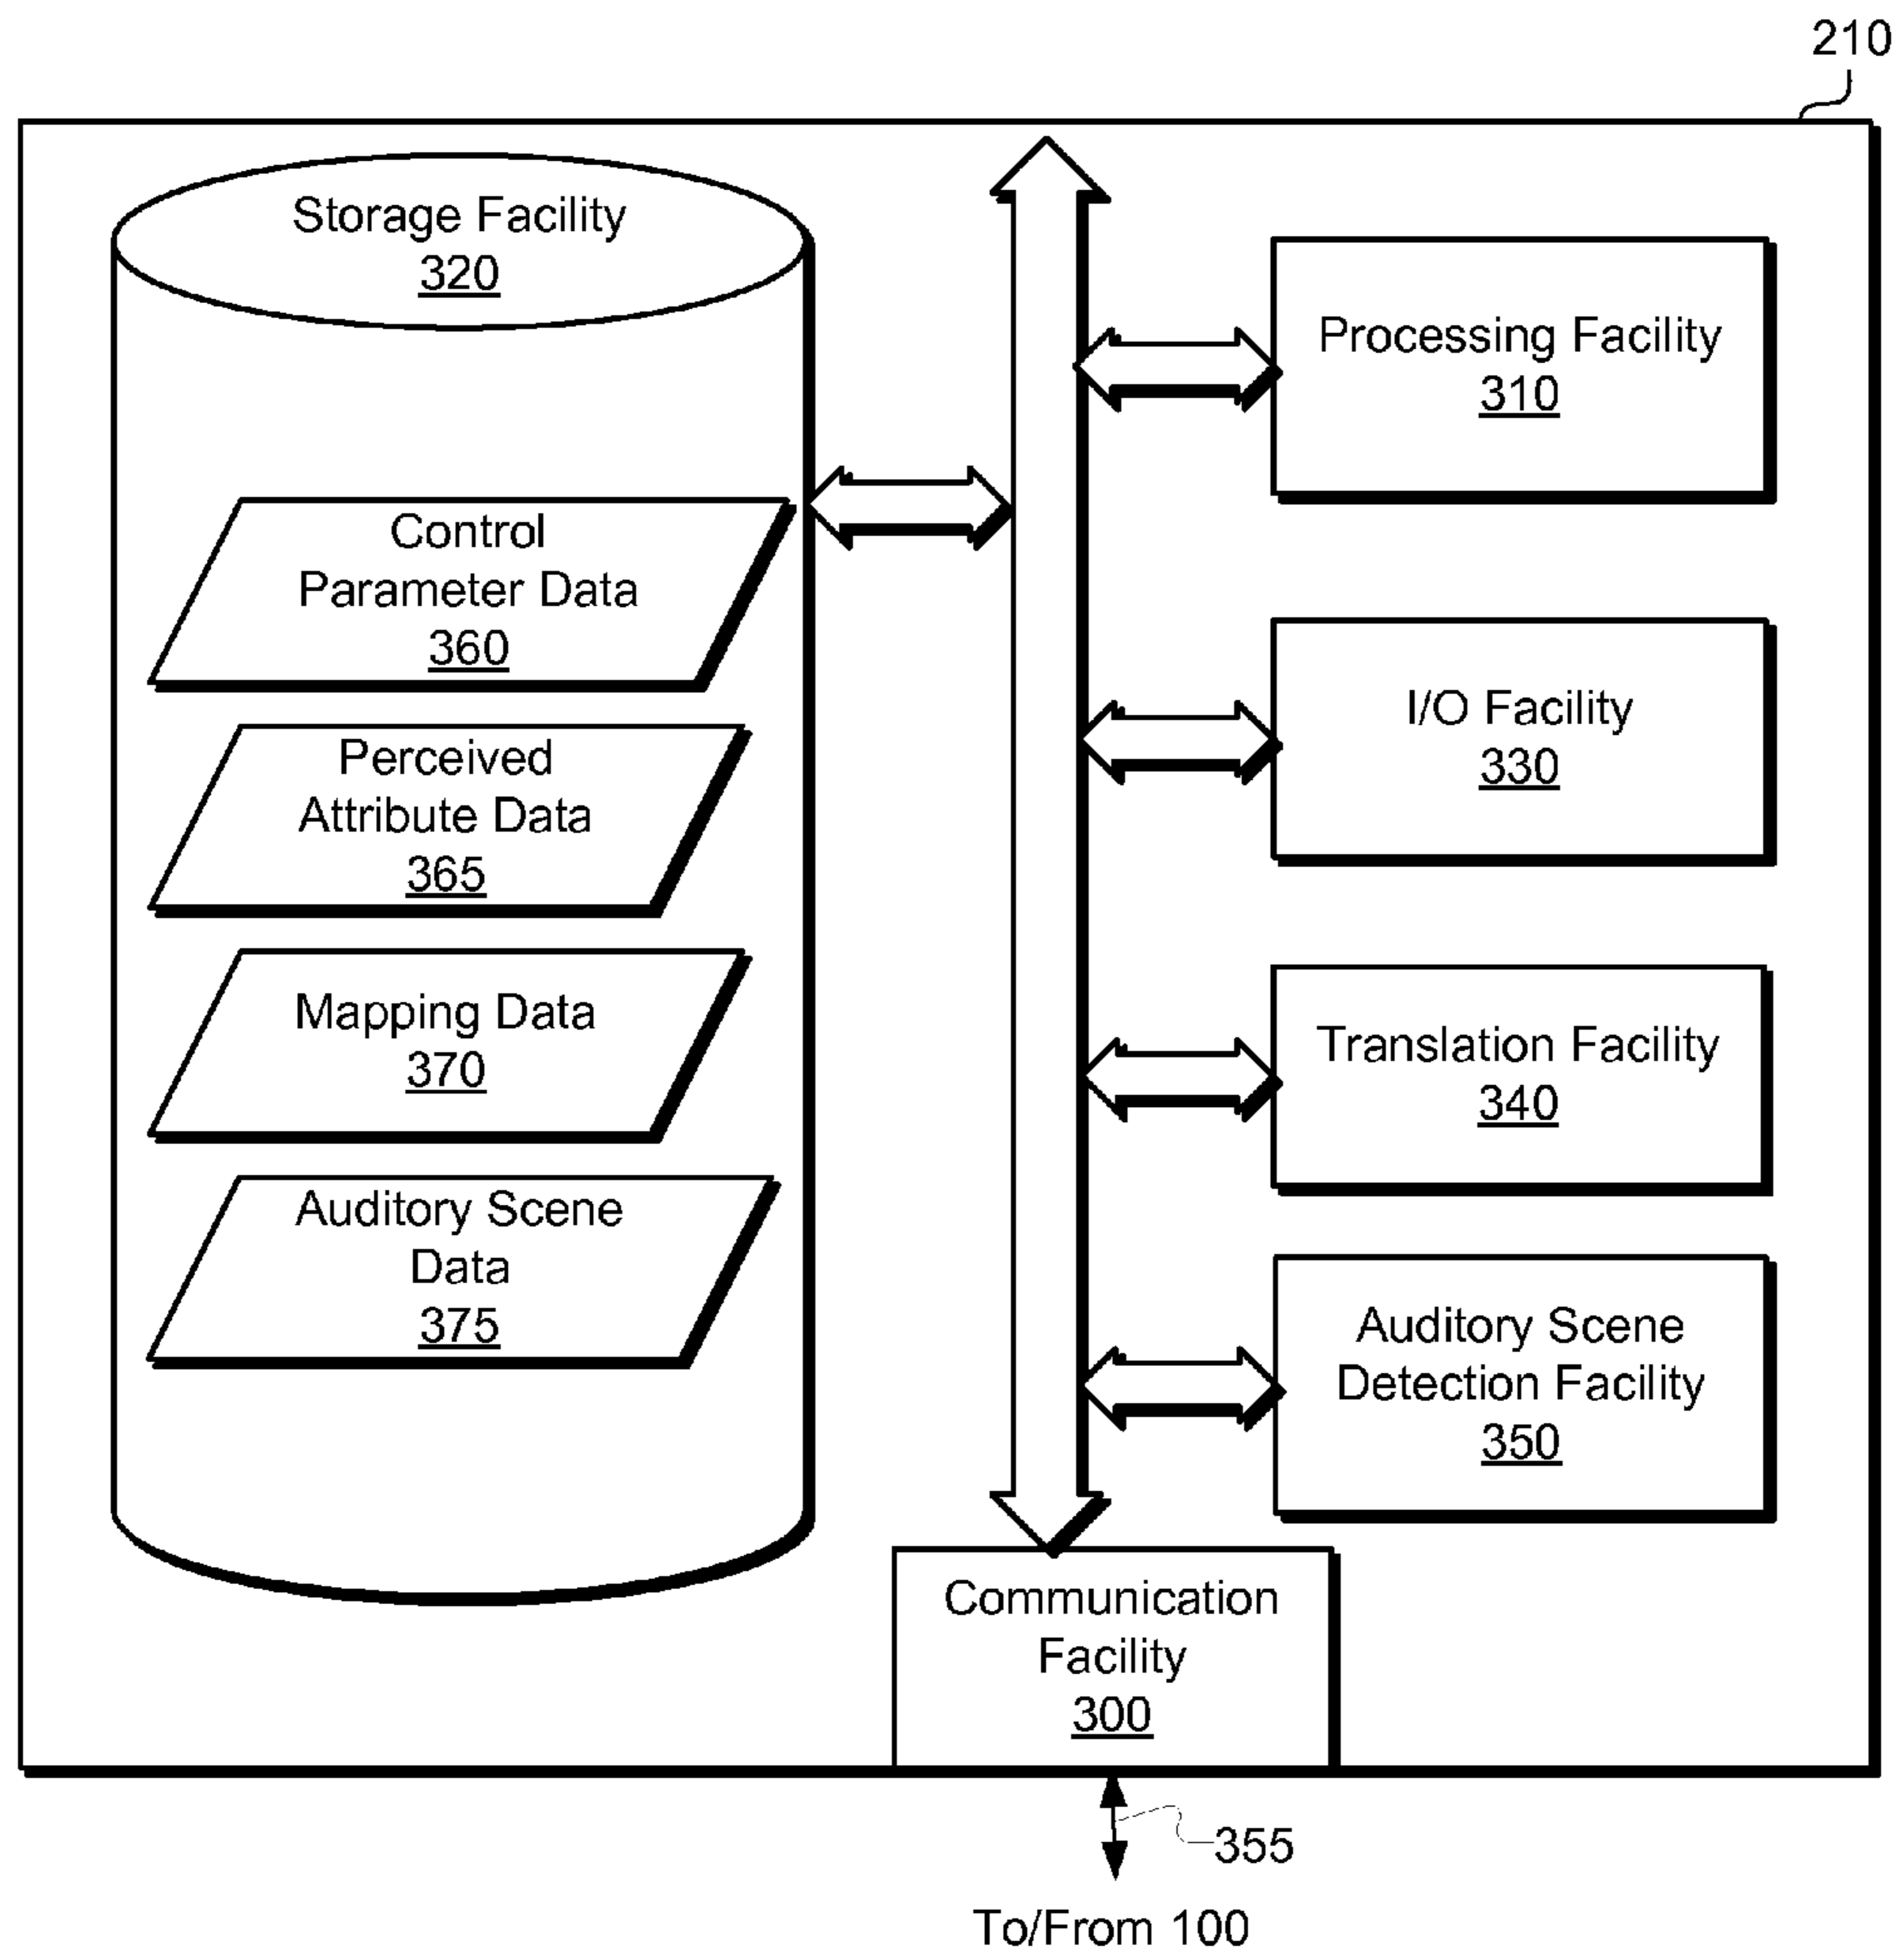 210
Storage Facility
320
Control
Parameter Data
360
Perceived
Attribute Data
365
Mapping Data
370
Auditory Scene
Data
375
Processing Facility
310
I/O Facility
330
Translation Facility
340
Auditory Scene
Detection Facility
350
Communication
Facility
300
355
To/From 100